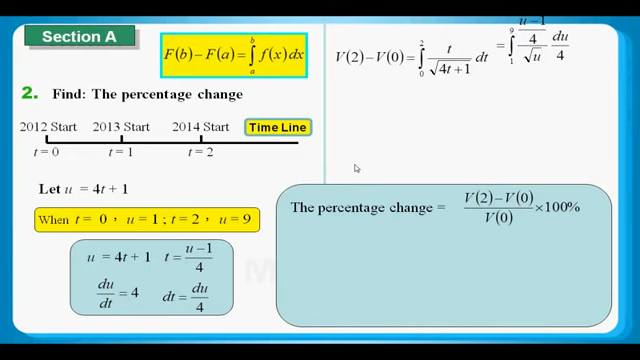 Section A
F(b)−F(a)=∫_a^b f(x)dx
2. Find: The percentage change
2012 Start 2013 Start 2014 Start Time Line
t=0 t=1 t=2
Let u = 4t+1
When t = 0 , u = 1 ; t = 2 , u = 9
u = 4t+1 t = (u−1)/4
du/dt = 4 dt = du/4
V(2)−V(0)=∫_0^2 t/√(4t+1) dt = ∫_1^9 ((u−1)/4)/√u du/4
The percentage change = (V(2)−V(0))/V(0) ×100%